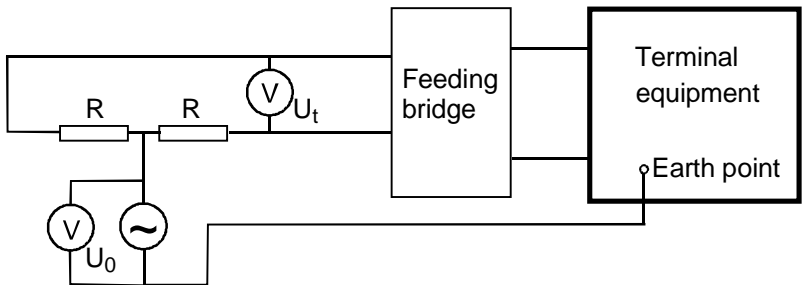 Terminal
equipment
Feeding
bridge
V
Ut
R
R
Earth point
V
~
U0